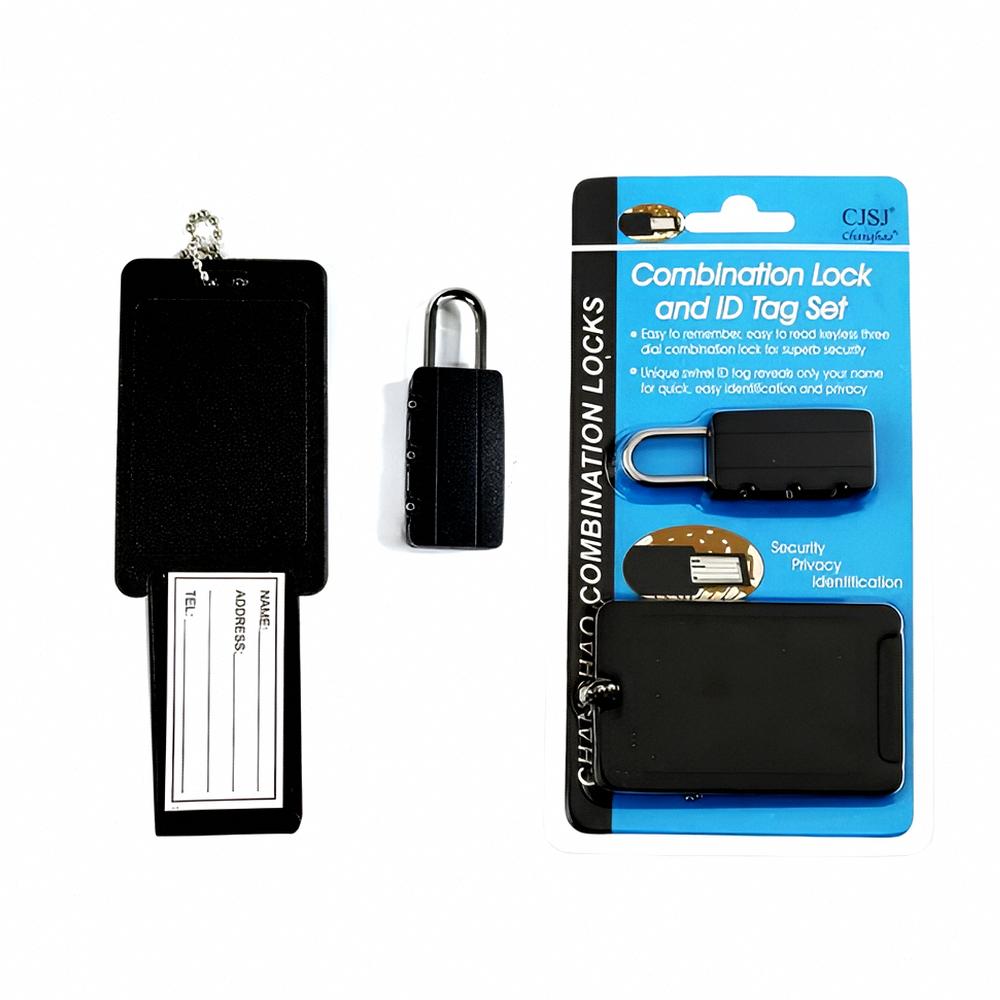 NAME:
ADDRESS:
TEL:
CJSJ®
Combination Lock
and ID Tag Set
Easy to remember, easy to read keyless three
dial combination lock for superb security
Unique swivel ID tag reveals only your name
for quick, easy identification and privacy
COMBINATION LOCKS
Security
Privacy
Identification